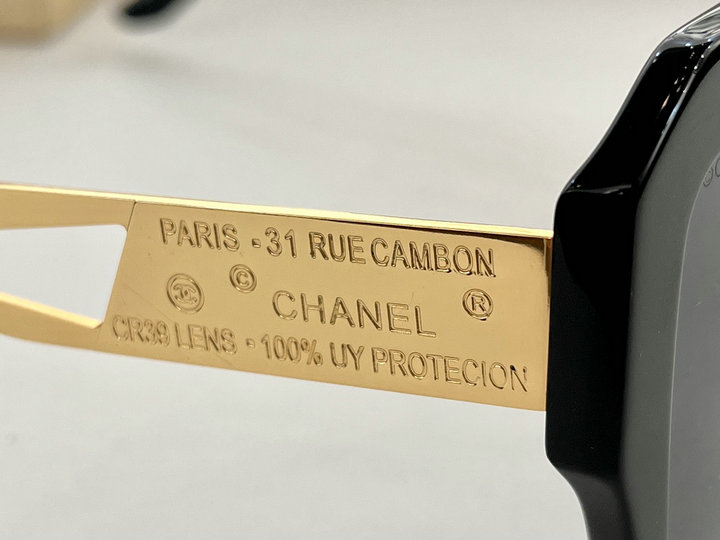 PARIS - 31 RUE CAMBON
© CHANEL ®
CR39 LENS - 100% UY PROTECION